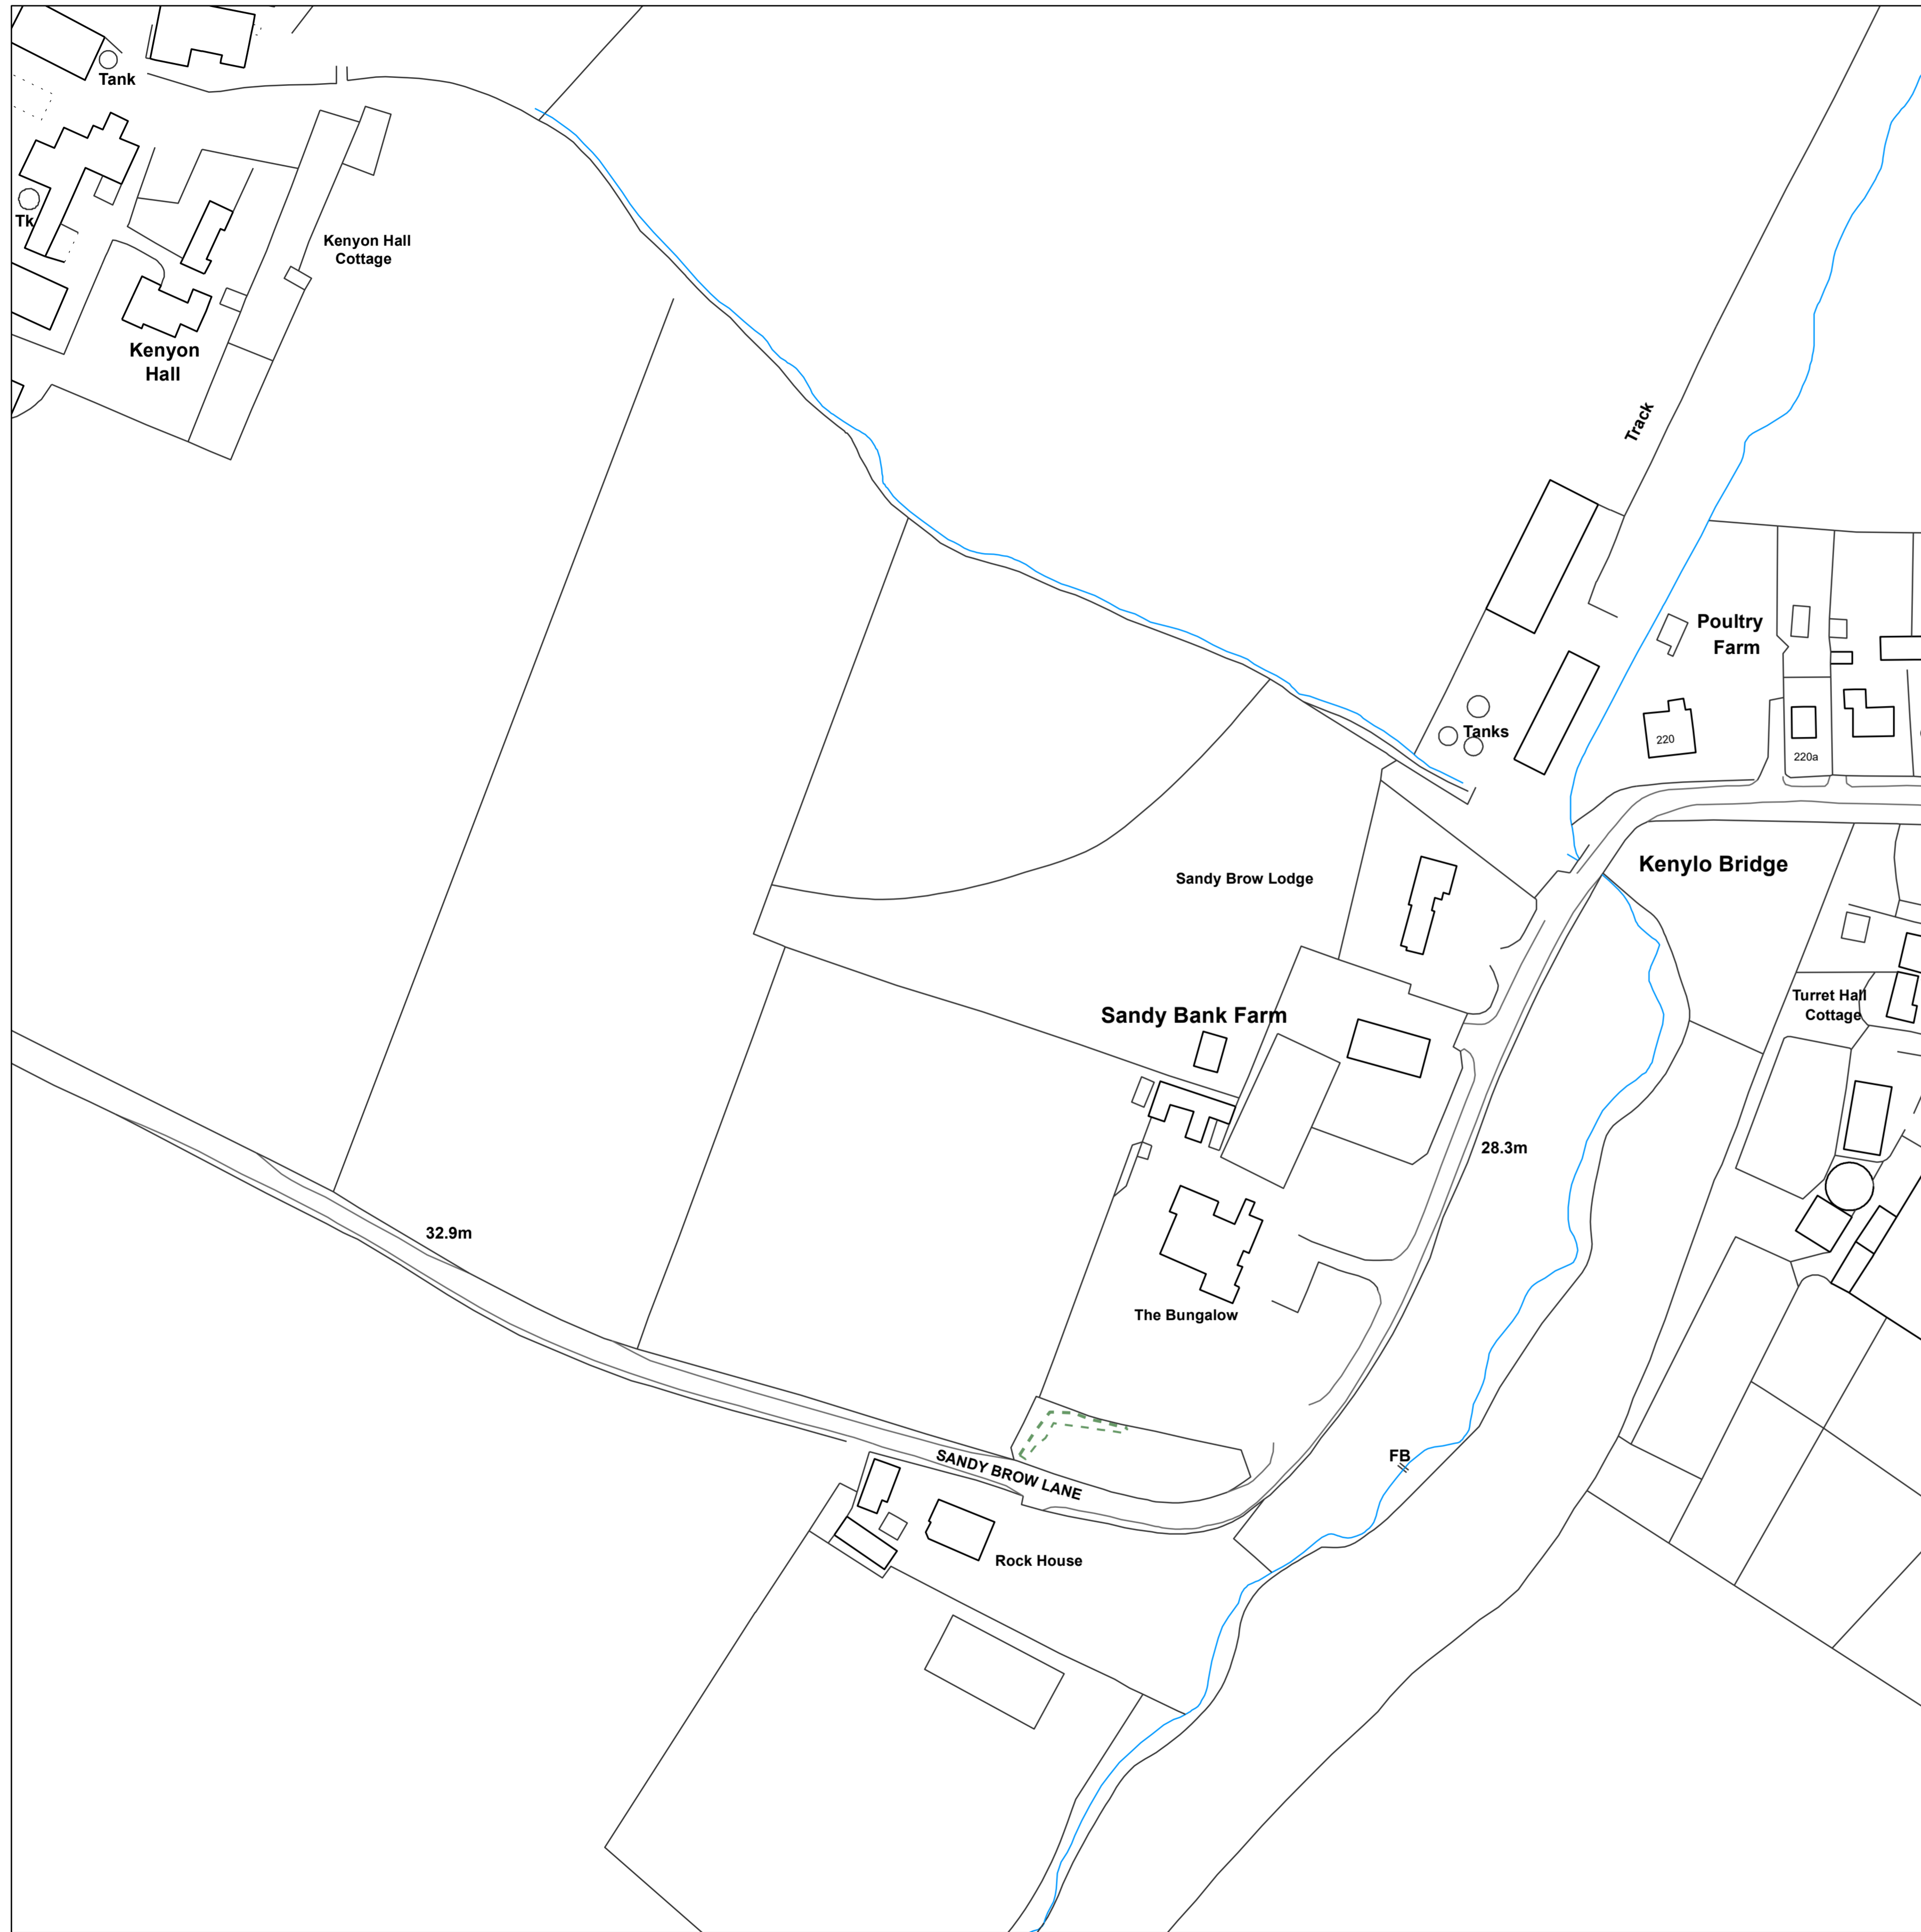 Tank
Tk
Kenyon Hall
Cottage
Kenyon
Hall
Track
Poultry
Farm
Tanks
220
220a
Kenylo Bridge
Sandy Brow Lodge
Turret Hall
Cottage
Sandy Bank Farm
28.3m
32.9m
The Bungalow
SANDY BROW LANE
FB
Rock House